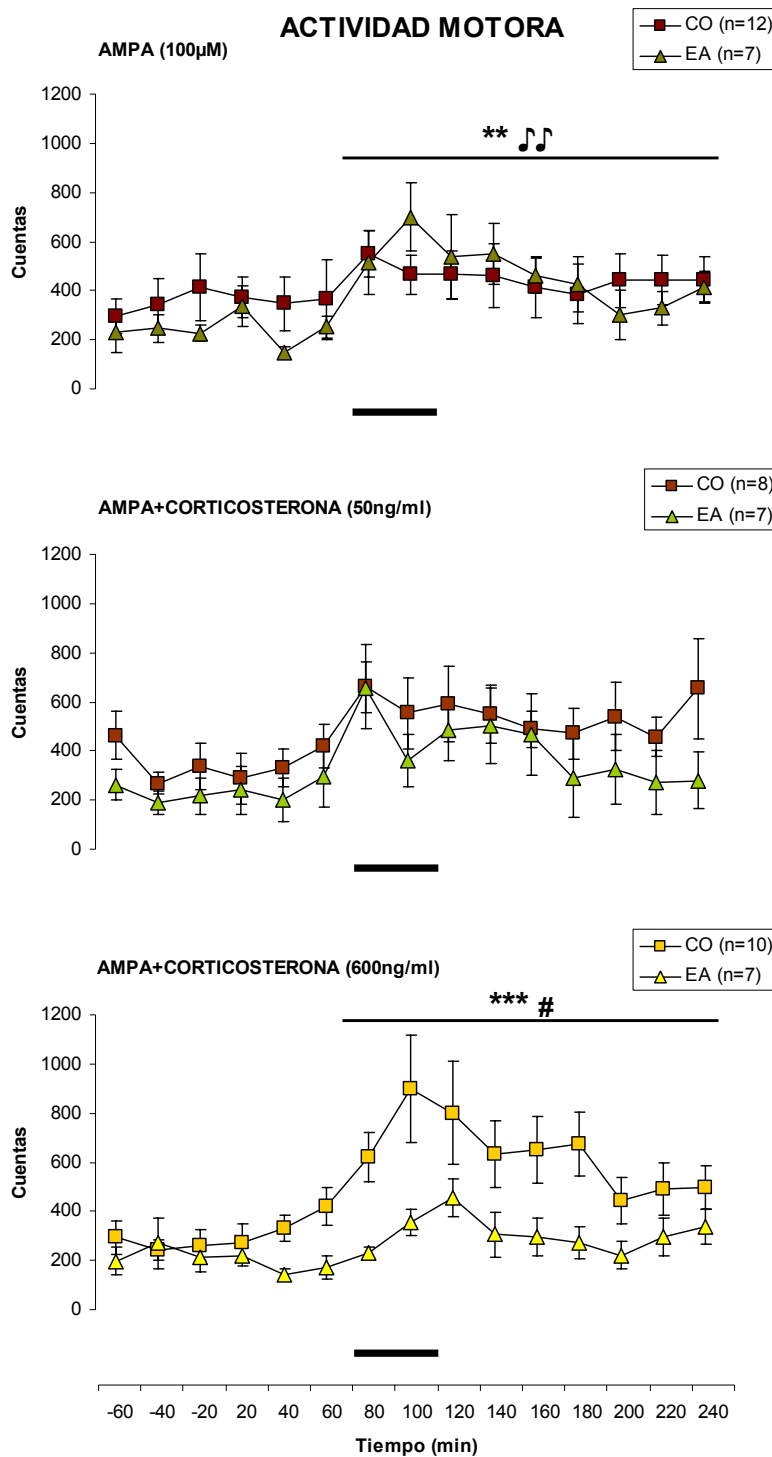 ACTIVIDAD MOTORA
AMPA (100µM)
CO (n=12)
EA (n=7)
1200
1000
800
600
400
200
0
Cuentas
** ♪♪
AMPA+CORTICOSTERONA (50ng/ml)
CO (n=8)
EA (n=7)
1200
1000
800
600
400
200
0
Cuentas
AMPA+CORTICOSTERONA (600ng/ml)
CO (n=10)
EA (n=7)
1200
1000
800
600
400
200
0
Cuentas
*** #
-60 -40 -20 20 40 60 80 100 120 140 160 180 200 220 240
Tiempo (min)